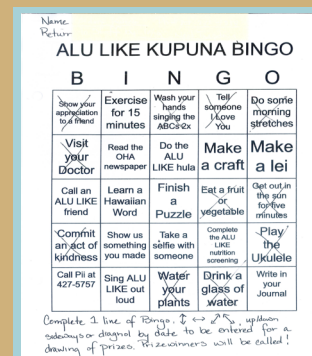 Name
Return
ALU LIKE KUPUNA BINGO
B I N G O
Show your appreciation to a friend
Exercise for 15 minutes
Wash your hands singing the ABCs 2x
Tell someone I Love You
Do some morning stretches
Visit your Doctor
Read the OHA newspaper
Do the ALU LIKE hula
Make a craft
Make a lei
Call an ALU LIKE friend
Learn a Hawaiian Word
Finish a Puzzle
Eat a fruit or vegetable
Get out in the sun for five minutes
Commit an act of kindness
Show us something you made
Take a selfie with someone
Complete the ALU LIKE nutrition screening
Play the Ukulele
Call Pii at 427-5757
Sing ALU LIKE out loud
Water your plants
Drink a glass of water
Write in your Journal
Complete 1 line of Bingo, ↕ ↔ ↗ ↖, up/down
sideways or diagnol by date to be entered for a
drawing of prizes. Prizewinners will be called!